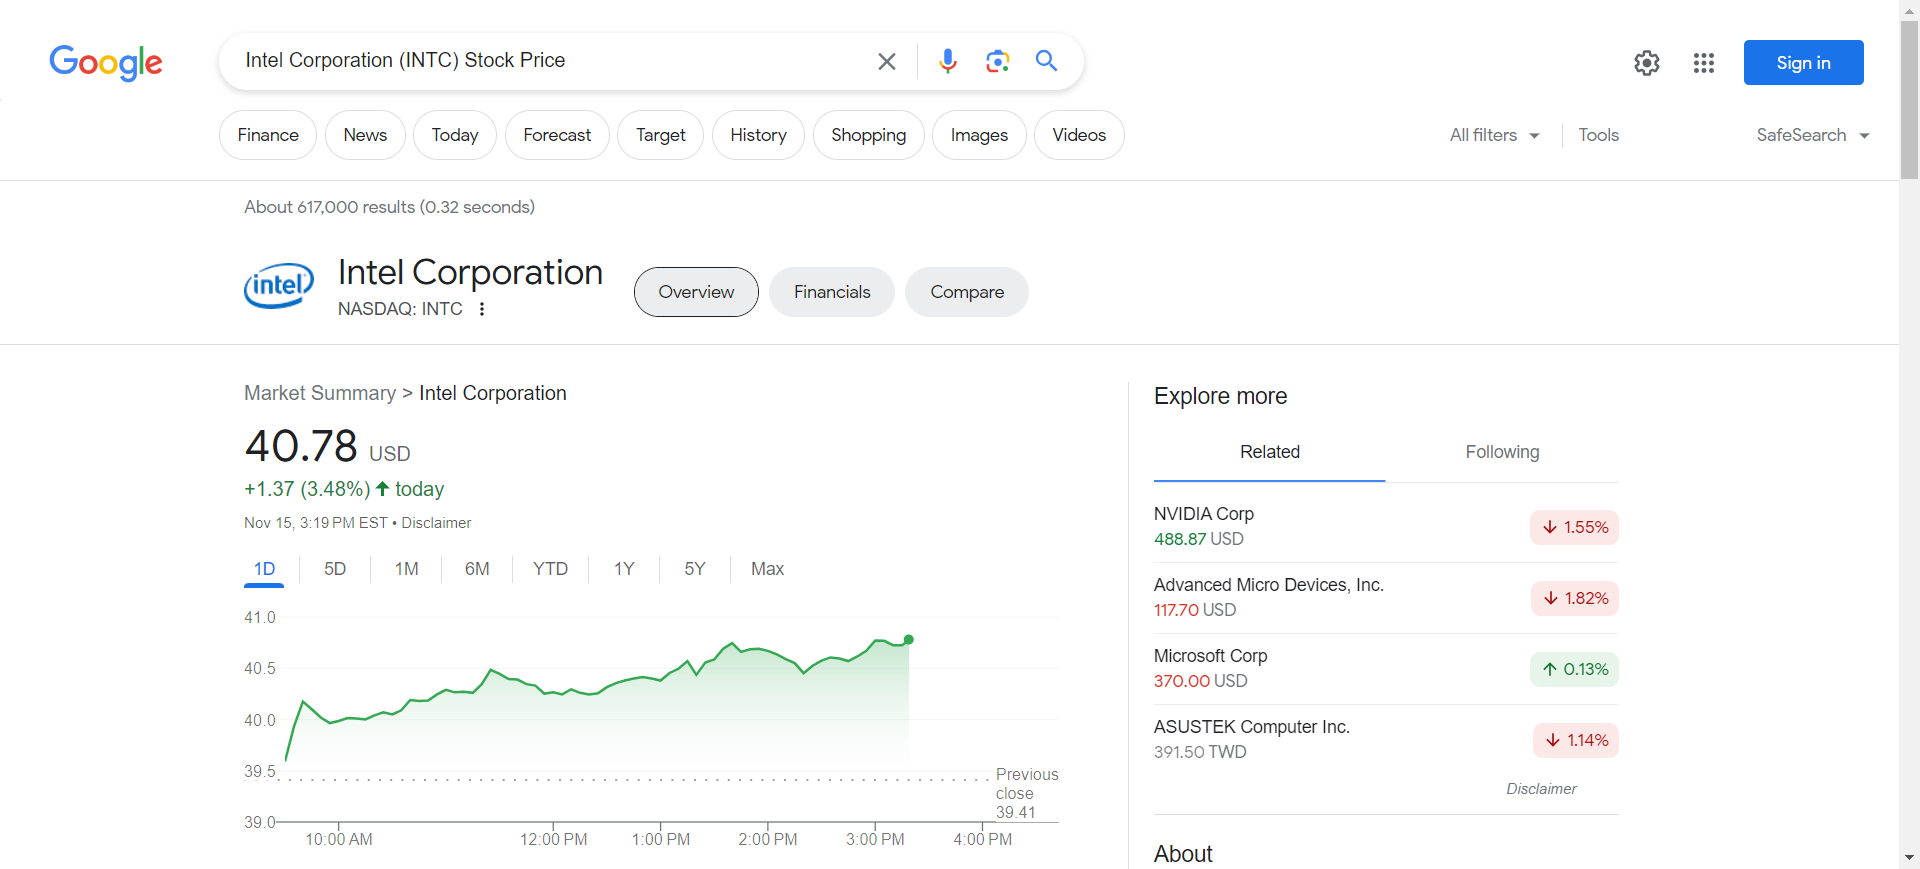 Google
Intel Corporation (INTC) Stock Price
Sign in
Finance
News
Today
Forecast
Target
History
Shopping
Images
Videos
All filters
Tools
SafeSearch
About 617,000 results (0.32 seconds)
intel
Intel Corporation
NASDAQ: INTC
Overview
Financials
Compare
Market Summary > Intel Corporation
40.78 USD
+1.37 (3.48%) today
Nov 15, 3:19 PM EST • Disclaimer
1D
5D
1M
6M
YTD
1Y
5Y
Max
41.0
40.5
40.0
39.5
39.0
Previous
close
39.41
10:00 AM
12:00 PM
1:00 PM
2:00 PM
3:00 PM
4:00 PM
Explore more
Related
Following
NVIDIA Corp
488.87 USD
1.55%
Advanced Micro Devices, Inc.
117.70 USD
1.82%
Microsoft Corp
370.00 USD
0.13%
ASUSTEK Computer Inc.
391.50 TWD
1.14%
Disclaimer
About